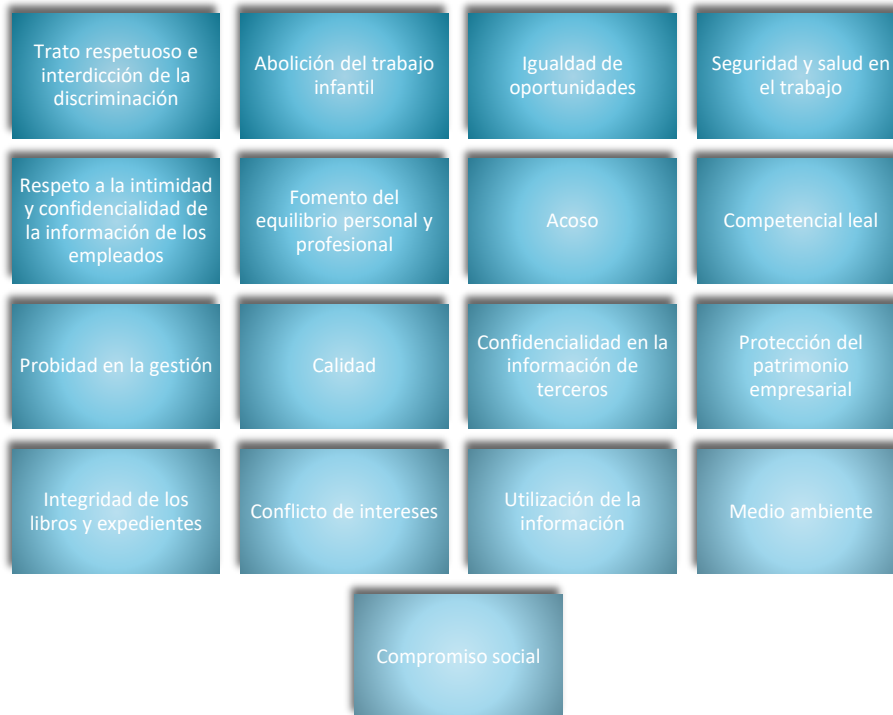 Trato respetuoso e
interdicción de la
discriminación
Abolición del trabajo
infantil
Igualdad de
oportunidades
Seguridad y salud en
el trabajo
Respeto a la intimidad
y confidencialidad de
la información de los
empleados
Fomento del
equilibrio personal y
profesional
Acoso
Competencial leal
Probidad en la gestión
Calidad
Confidencialidad en la
información de
terceros
Protección del
patrimonio
empresarial
Integridad de los
libros y expedientes
Conflicto de intereses
Utilización de la
información
Medio ambiente
Compromiso social